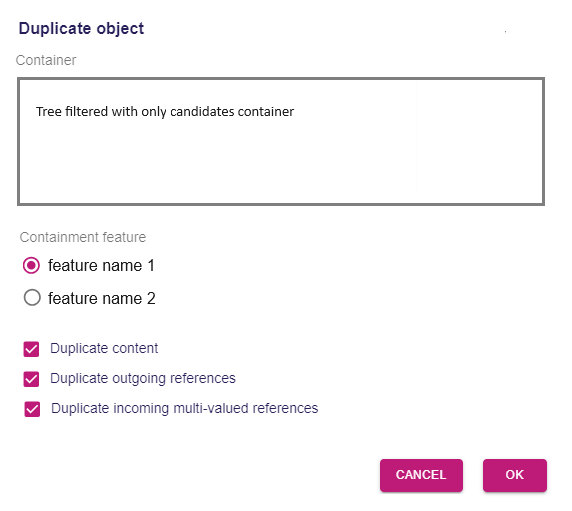 Duplicate object
Container
Tree filtered with only candidates container
Containment feature
feature name 1
feature name 2
Duplicate content
Duplicate outgoing references
Duplicate incoming multi-valued references
CANCEL OK